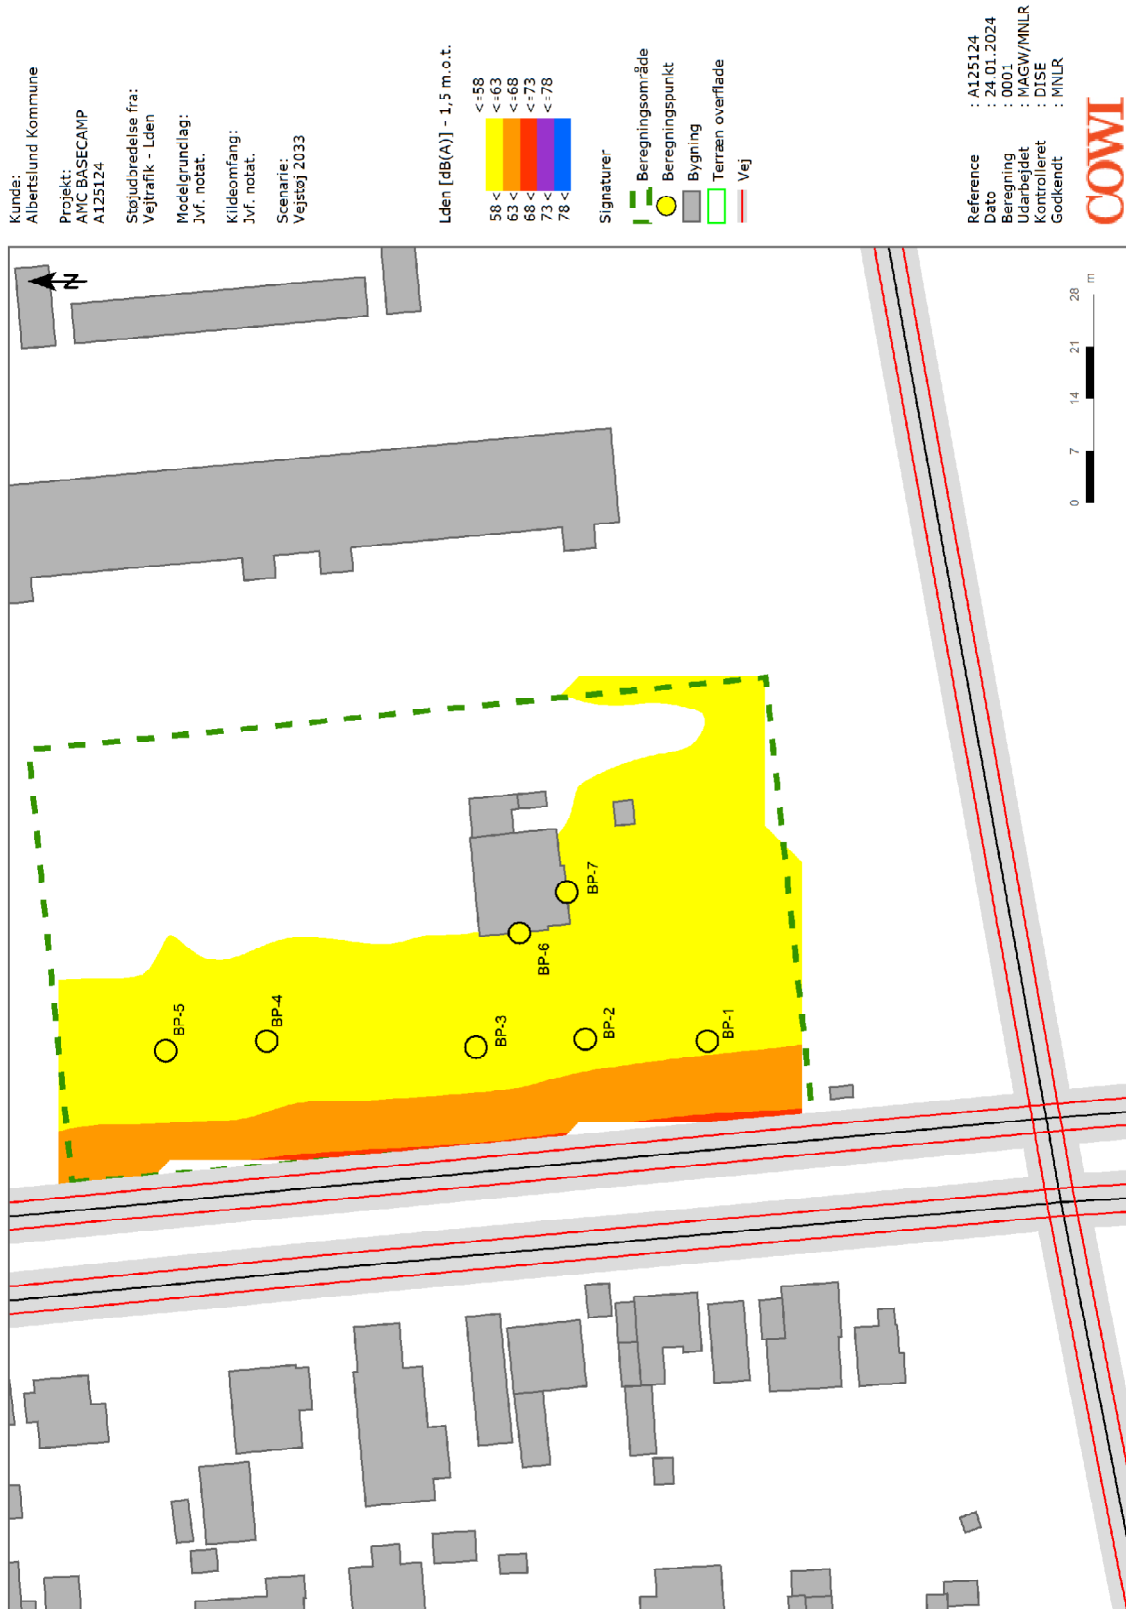 Kunde:
Albertslund Kommune
Projekt:
AMC BASECAMP
A125124
Støjudbredelse fra:
Vejtrafik - Lden
Modelgrundlag:
Jvf. notat.
Kildeomfang:
Jvf. notat.
Scenarie:
Vejstøj 2033
Lden [dB(A)] - 1,5 m.o.t.
<=58
58 < <=63
63 < <=68
68 < <=73
73 < <=78
78 <
Signaturer
Beregningsområde
Beregningspunkt
Bygning
Terræn overflade
Vej
Reference : A125124
Dato : 24.01.2024
Beregning : 0001
Udarbejdet : MAGW/MNLR
Kontrolleret : DISE
Godkendt : MNLR
COWI
N
BP-5
BP-4
BP-3
BP-2
BP-1
BP-6
BP-7
0 7 14 21 28
m